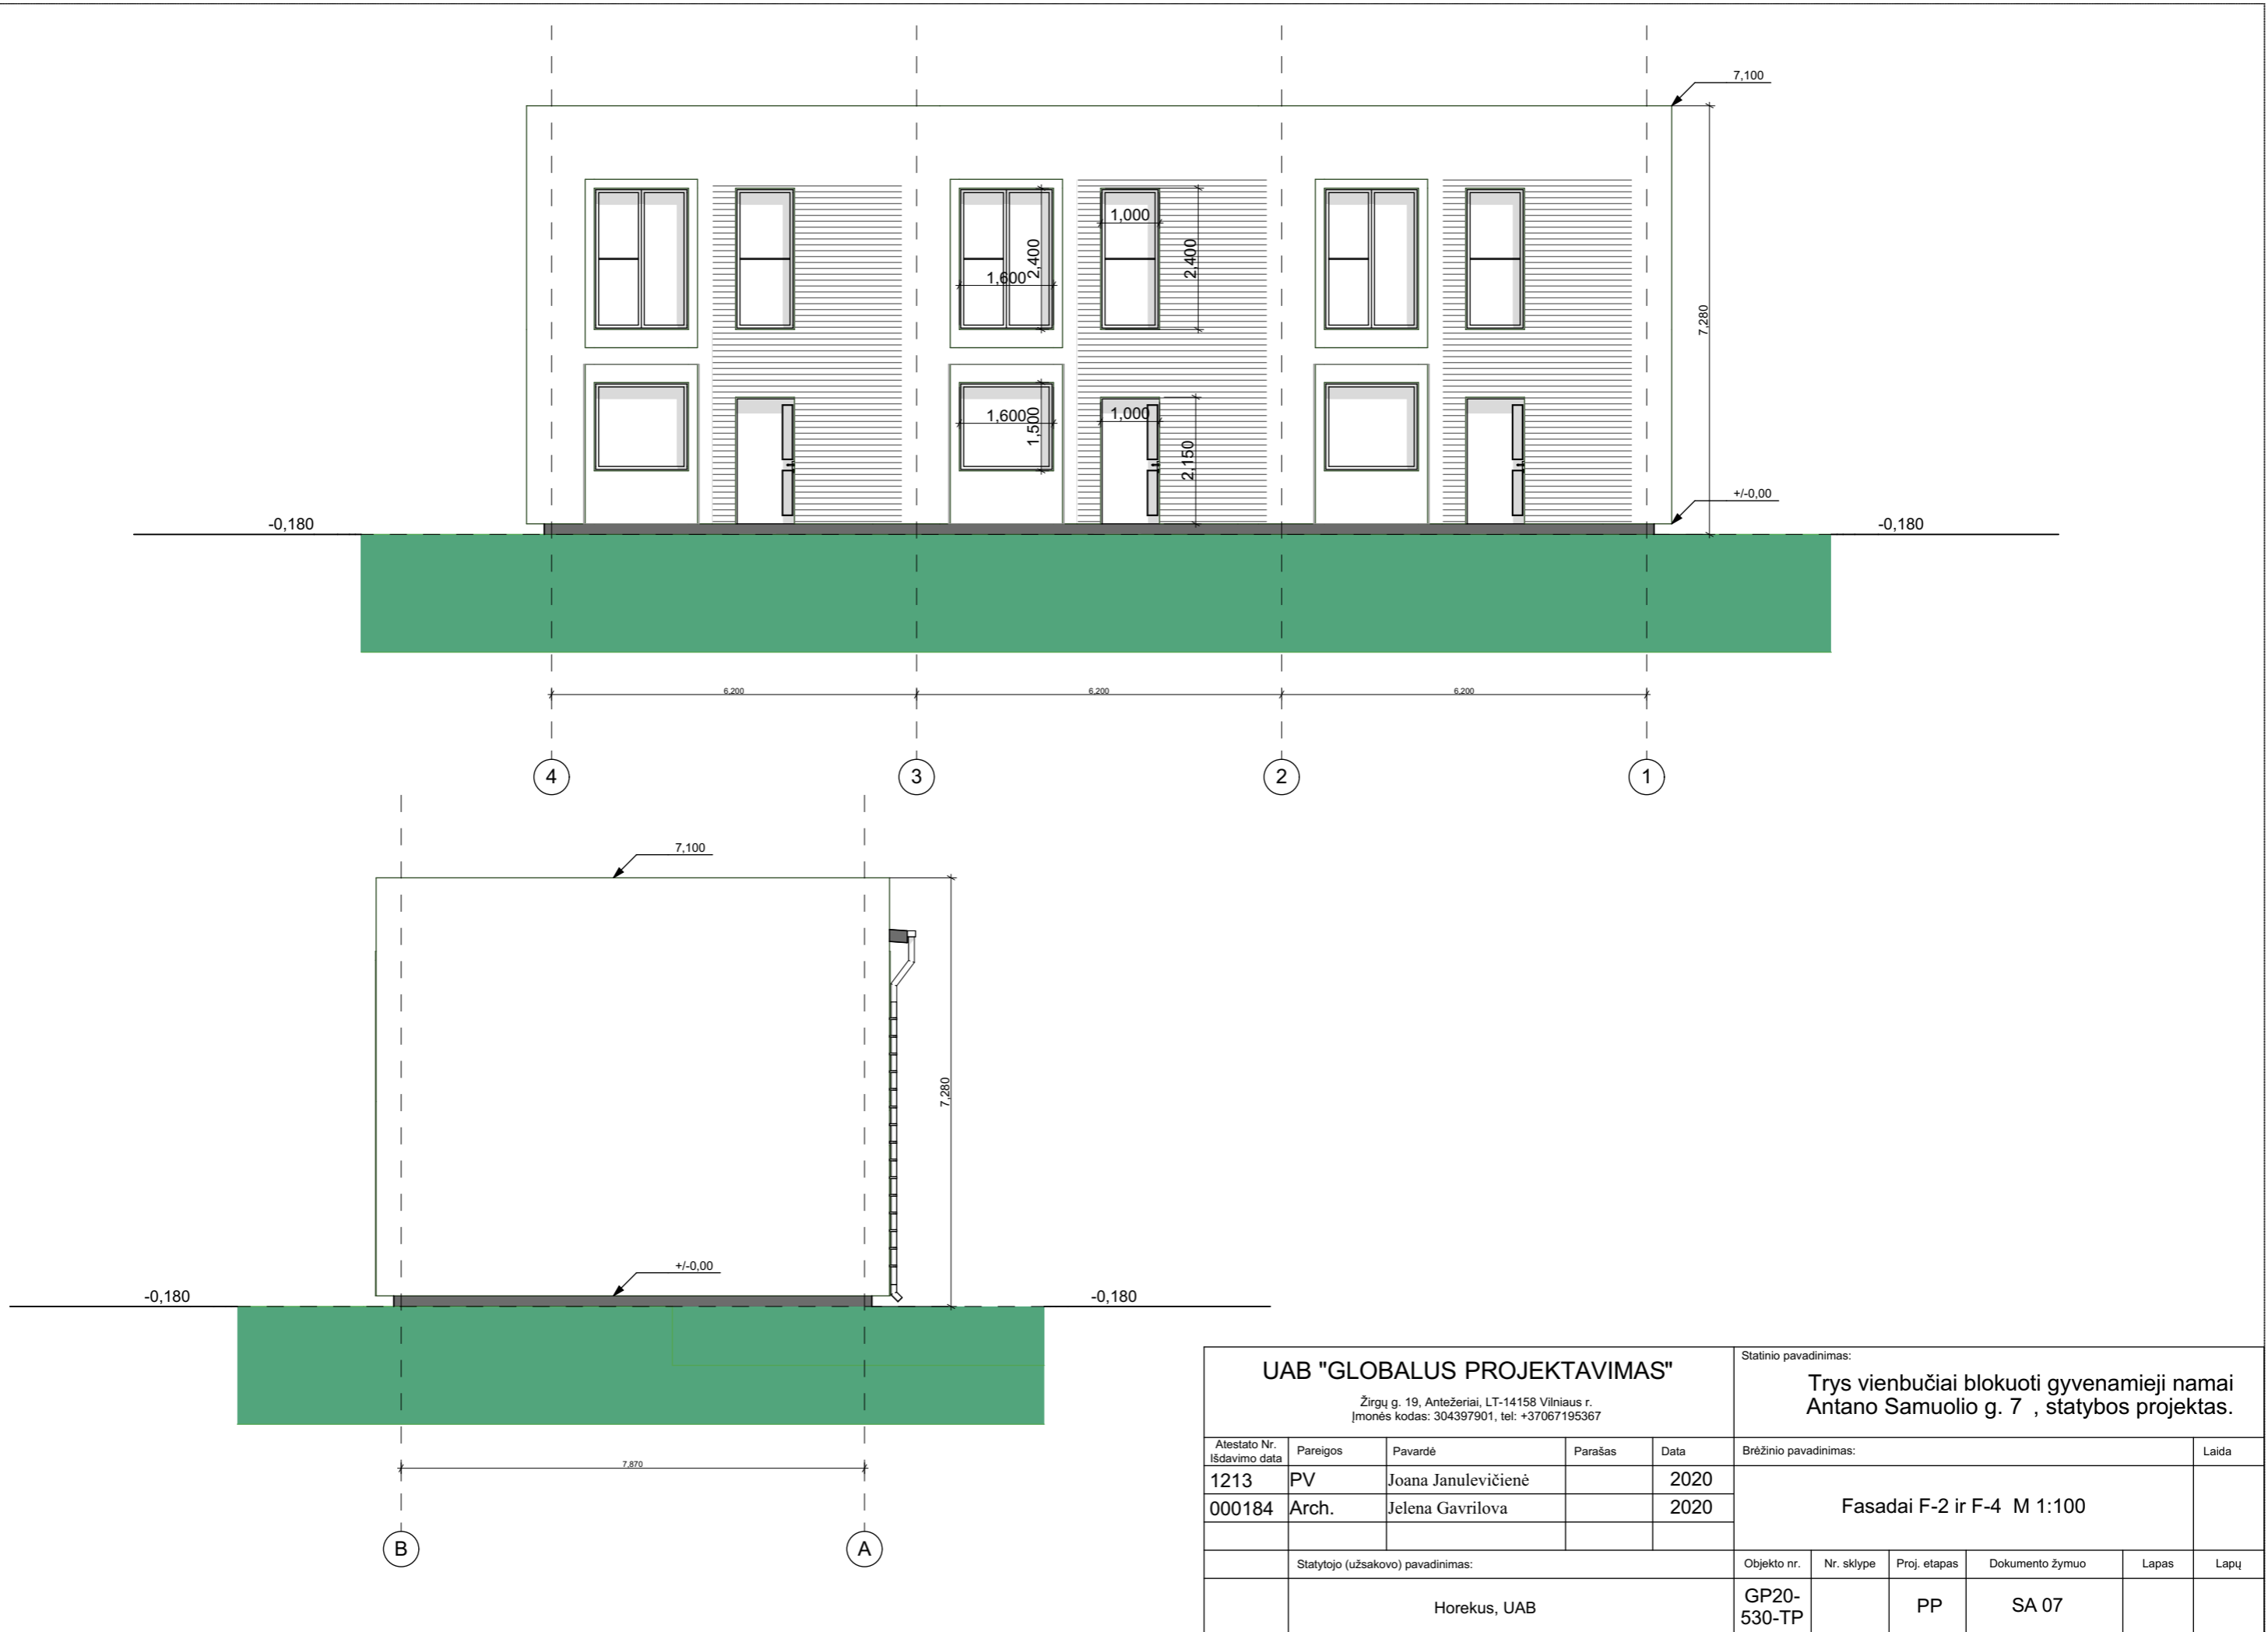 7,100
1,000
2,400
2,400
1,600
7,280
1,600
1,500
1,000
2,150
+/-0,00
-0,180
-0,180
6,200
6,200
6,200
4
3
2
1
7,100
7,280
+/-0,00
-0,180
-0,180
7,870
B
A
UAB "GLOBALUS PROJEKTAVIMAS"
Žirgų g. 19, Antežeriai, LT-14158 Vilniaus r.
Įmonės kodas: 304397901, tel: +37067195367
Statinio pavadinimas:
Trys vienbučiai blokuoti gyvenamieji namai
Antano Samuolio g. 7 , statybos projektas.
Atestato Nr.
Išdavimo data
Pareigos
Pavardė
Parašas
Data
Brėžinio pavadinimas:
Laida
1213
PV
Joana Janulevičienė
2020
000184
Arch.
Jelena Gavrilova
2020
Fasadai F-2 ir F-4 M 1:100
Statytojo (užsakovo) pavadinimas:
Objekto nr.
Nr. sklype
Proj. etapas
Dokumento žymuo
Lapas
Lapų
Horekus, UAB
GP20-
530-TP
PP
SA 07